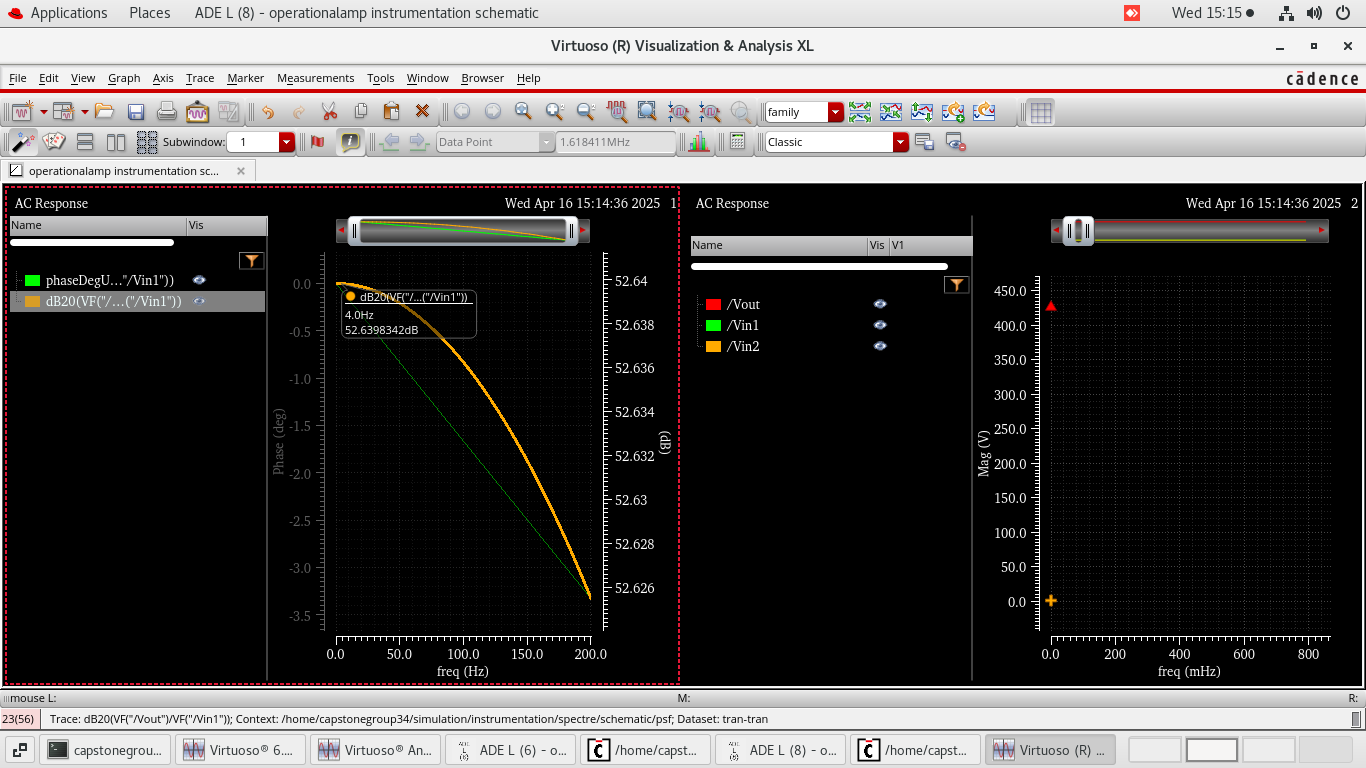 Applications Places ADE L (8) - operationalamp instrumentation schematic Wed 15:15
Virtuoso (R) Visualization & Analysis XL
File Edit View Graph Axis Trace Marker Measurements Tools Window Browser Help cādence
family
Subwindow: 1 Data Point 1.618411MHz Classic
operationalamp instrumentation sc...
AC Response Wed Apr 16 15:14:36 2025 1
Name Vis
phaseDegU..."/Vin1"))
dB20(VF("/...("/Vin1"))
dB20(VF("/...("/Vin1"))
4.0Hz
52.6398342dB
0.0
-0.5
-1.0
-1.5
-2.0
-2.5
-3.0
-3.5
Phase (deg)
52.64
52.638
52.636
52.634
52.632
52.63
52.628
52.626
(dB)
0.0 50.0 100.0 150.0 200.0
freq (Hz)
AC Response Wed Apr 16 15:14:36 2025 2
Name Vis V1
/Vout
/Vin1
/Vin2
450.0
400.0
350.0
300.0
250.0
200.0
150.0
100.0
50.0
0.0
Mag (V)
0.0 200 400 600 800
freq (mHz)
mouse L: M: R:
23(56) Trace: dB20(VF("/Vout")/VF("/Vin1")); Context: /home/capstonegroup34/simulation/instrumentation/spectre/schematic/psf; Dataset: tran-tran
capstonegrou... Virtuoso® 6.... Virtuoso® An... ADE L (6) - o... /home/capst... ADE L (8) - o... /home/capst... Virtuoso (R) ...